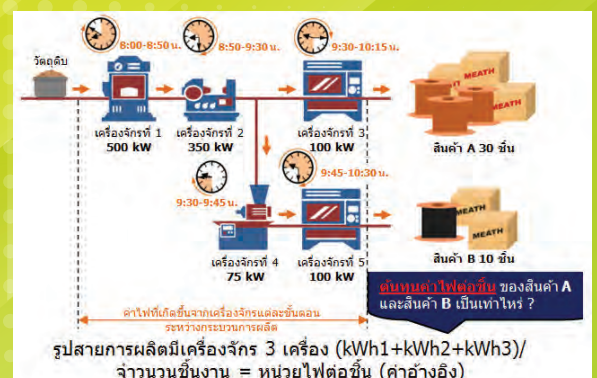 8:00-8:50 น.
8:50-9:30 น.
9:30-10:15 น.
วัตถุดิบ
MEATH
เครื่องจักรที่ 1
500 kW
เครื่องจักรที่ 2
350 kW
เครื่องจักรที่ 3
100 kW
สินค้า A 30 ชิ้น
9:30-9:45 น.
9:45-10:30 น.
MEATH
เครื่องจักรที่ 4
75 kW
เครื่องจักรที่ 5
100 kW
สินค้า B 10 ชิ้น
ต้นทุนค่าไฟต่อชิ้น ของสินค้า A
และสินค้า B เป็นเท่าไหร่ ?
ค่าไฟที่เกิดขึ้นจากเครื่องจักรแต่ละขั้นตอน
ระหว่างกระบวนการผลิต
รูปสายการผลิตมีเครื่องจักร 3 เครื่อง (kWh1+kWh2+kWh3)/
จำนวนชิ้นงาน = หน่วยไฟต่อชิ้น (ค่าอ้างอิง)